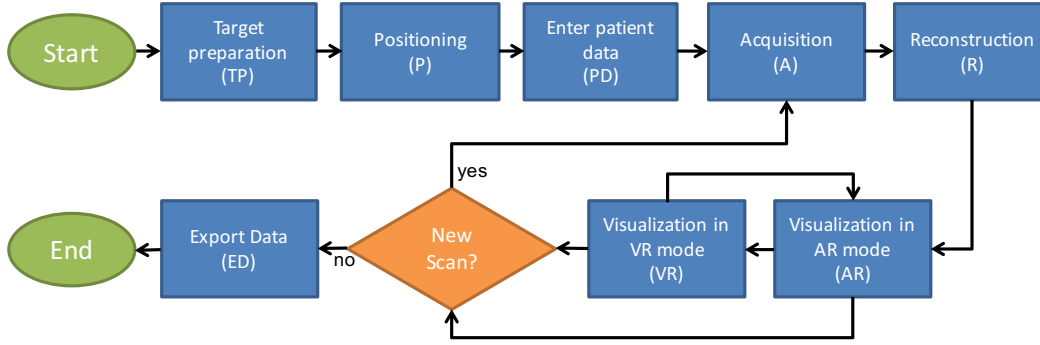 Start
Target
preparation
(TP)
Positioning
(P)
Enter patient
data
(PD)
Acquisition
(A)
Reconstruction
(R)
yes
End
Export Data
(ED)
no
New
Scan?
Visualization in
VR mode
(VR)
Visualization in
AR mode
(AR)